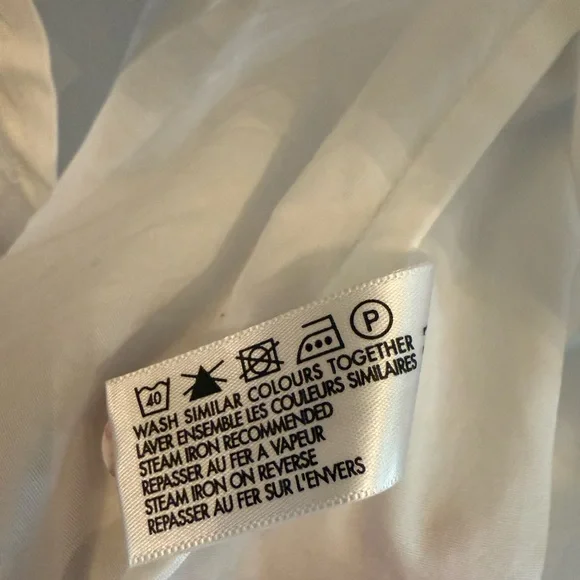 40 P
WASH SIMILAR COLOURS TOGETHER
LAVER ENSEMBLE LES COULEURS SIMILAIRES
STEAM IRON RECOMMENDED
REPASSER AU FER A VAPEUR
STEAM IRON ON REVERSE
REPASSER AU FER SUR L'ENVERS